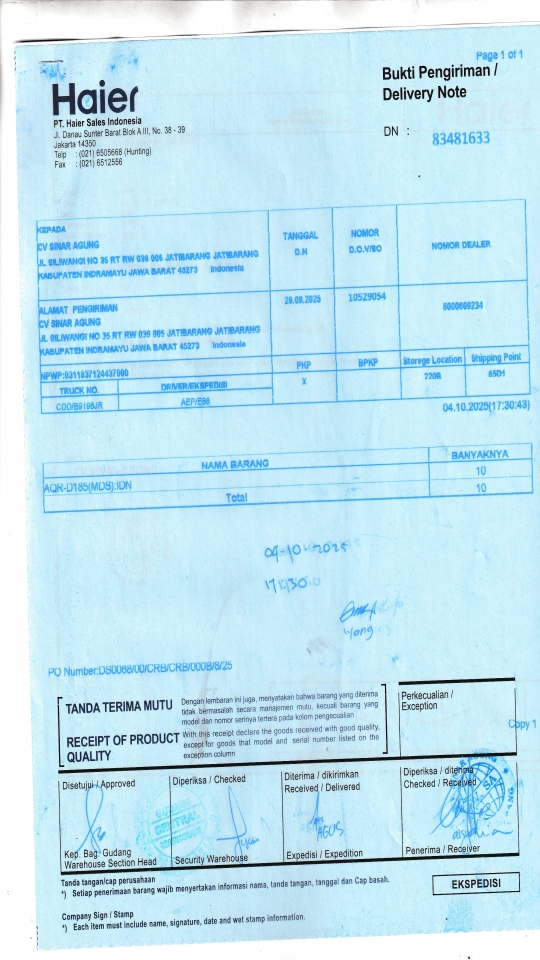 Page 1 of 1
Haier
Bukti Pengiriman /
Delivery Note
PT. Haier Sales Indonesia
Jl. Danau Sunter Barat Blok A III, No. 38 - 39
Jakarta 14350
Telp : (021) 6505668 (Hunting)
Fax : (021) 6512556
DN : 83481633
KEPADA
CV SINAR AGUNG
JL SILIWANGI NO 35 RT RW 039 005 JATIBARANG JATIBARANG
KABUPATEN INDRAMAYU JAWA BARAT 45273 Indonesia
TANGGAL
D.N
NOMOR
D.O.V/SO
NOMOR DEALER
ALAMAT PENGIRIMAN
CV SINAR AGUNG
JL SILIWANGI NO 35 RT RW 039 005 JATIBARANG JATIBARANG
KABUPATEN INDRAMAYU JAWA BARAT 45273 Indonesia
29.09.2025
10529054
NPWP:0311837124437000
PKP
BPKP
Storage Location
Shipping Point
TRUCK NO.
DRIVER/EKSPEDISI
X
220B
85D1
04.10.2025(17:30:43)
NAMA BARANG
BANYAKNYA
AQR-D185(MDS):IDN
10
Total
10
04-10-2025
17:30
PO Number:DS0088/00/CRB/CRB/000B/8/25
TANDA TERIMA MUTU
Dengan lembaran ini juga, menyatakan bahwa barang yang diterima
tidak bermasalah secara manajemen mutu, kecuali barang yang
model dan nomor serinya tertera pada kolom pengecualian
RECEIPT OF PRODUCT
QUALITY
With this receipt declare the goods received with good quality,
except for goods that model and serial number listed on the
exception column
Perkecualian /
Exception
Copy 1
Disetujui / Approved
Diperiksa / Checked
Diterima / dikirimkan
Received / Delivered
Diperiksa / diterima
Checked / Received
AGUS
Kep. Bag. Gudang
Warehouse Section Head
Security Warehouse
Expedisi / Expedition
Penerima / Receiver
Tanda tangan/cap perusahaan
*) Setiap penerimaan barang wajib menyertakan informasi nama, tanda tangan, tanggal dan Cap basah.
EKSPEDISI
Company Sign / Stamp
*) Each item must include name, signature, date and wet stamp information.